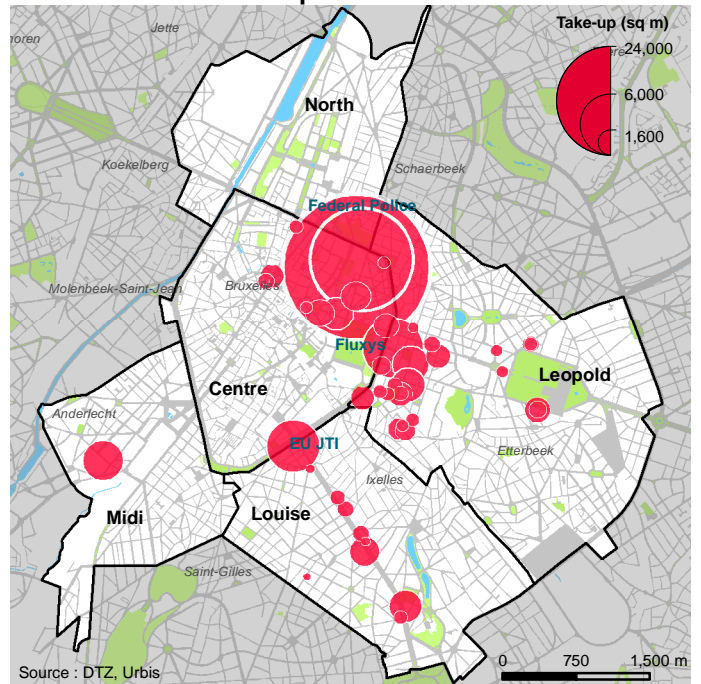 Take-up (sq m)
24,000
6,000
1,600
Jette
North
Koekelberg
Schaerbeek
Federal Police
Molenbeek-Saint-Jean
Bruxelles
Fluxys
Centre
Leopold
Anderlecht
EU JTI
Etterbeek
Ixelles
Midi
Louise
Saint-Gilles
Source : DTZ, Urbis
0 750 1,500 m